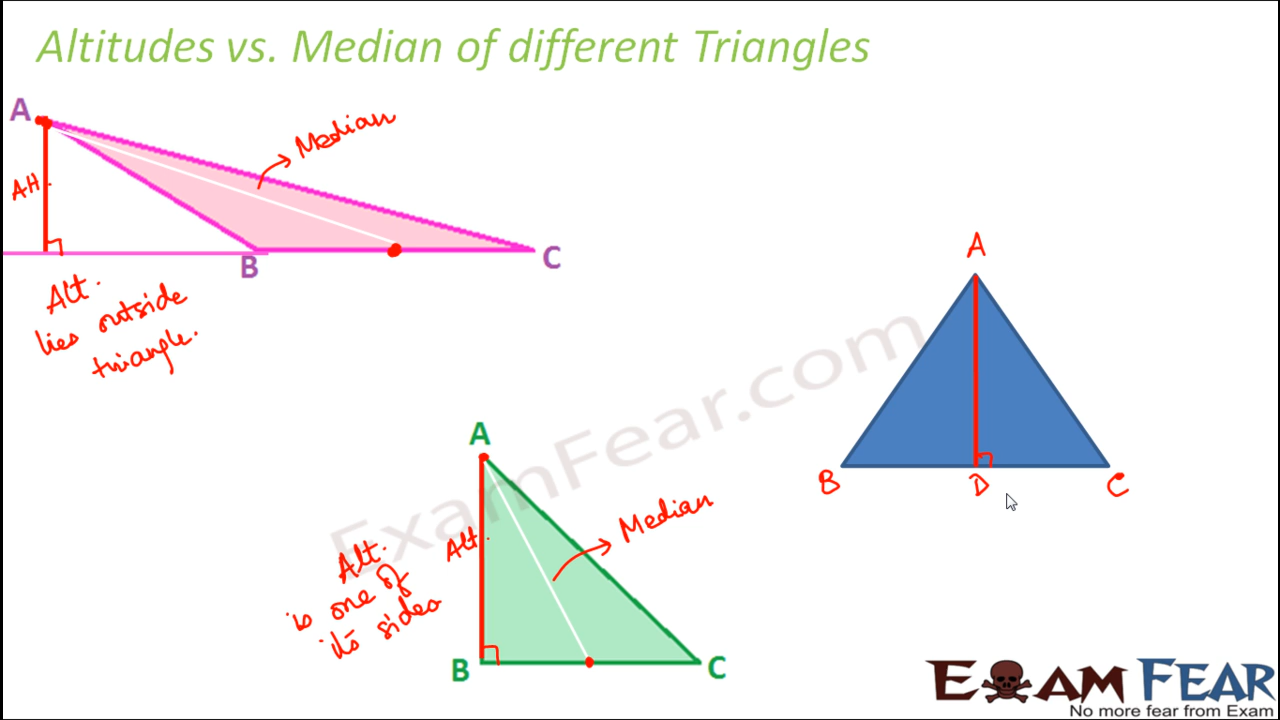 Altitudes vs. Median of different Triangles
A
Median
Alt
B
C
Alt.
lies outside
triangle.
A
B
D
C
A
Alt.
Median
Alt.
is one of
its sides
B
C
ExamFear.com
EXAM FEAR
No more fear from Exam